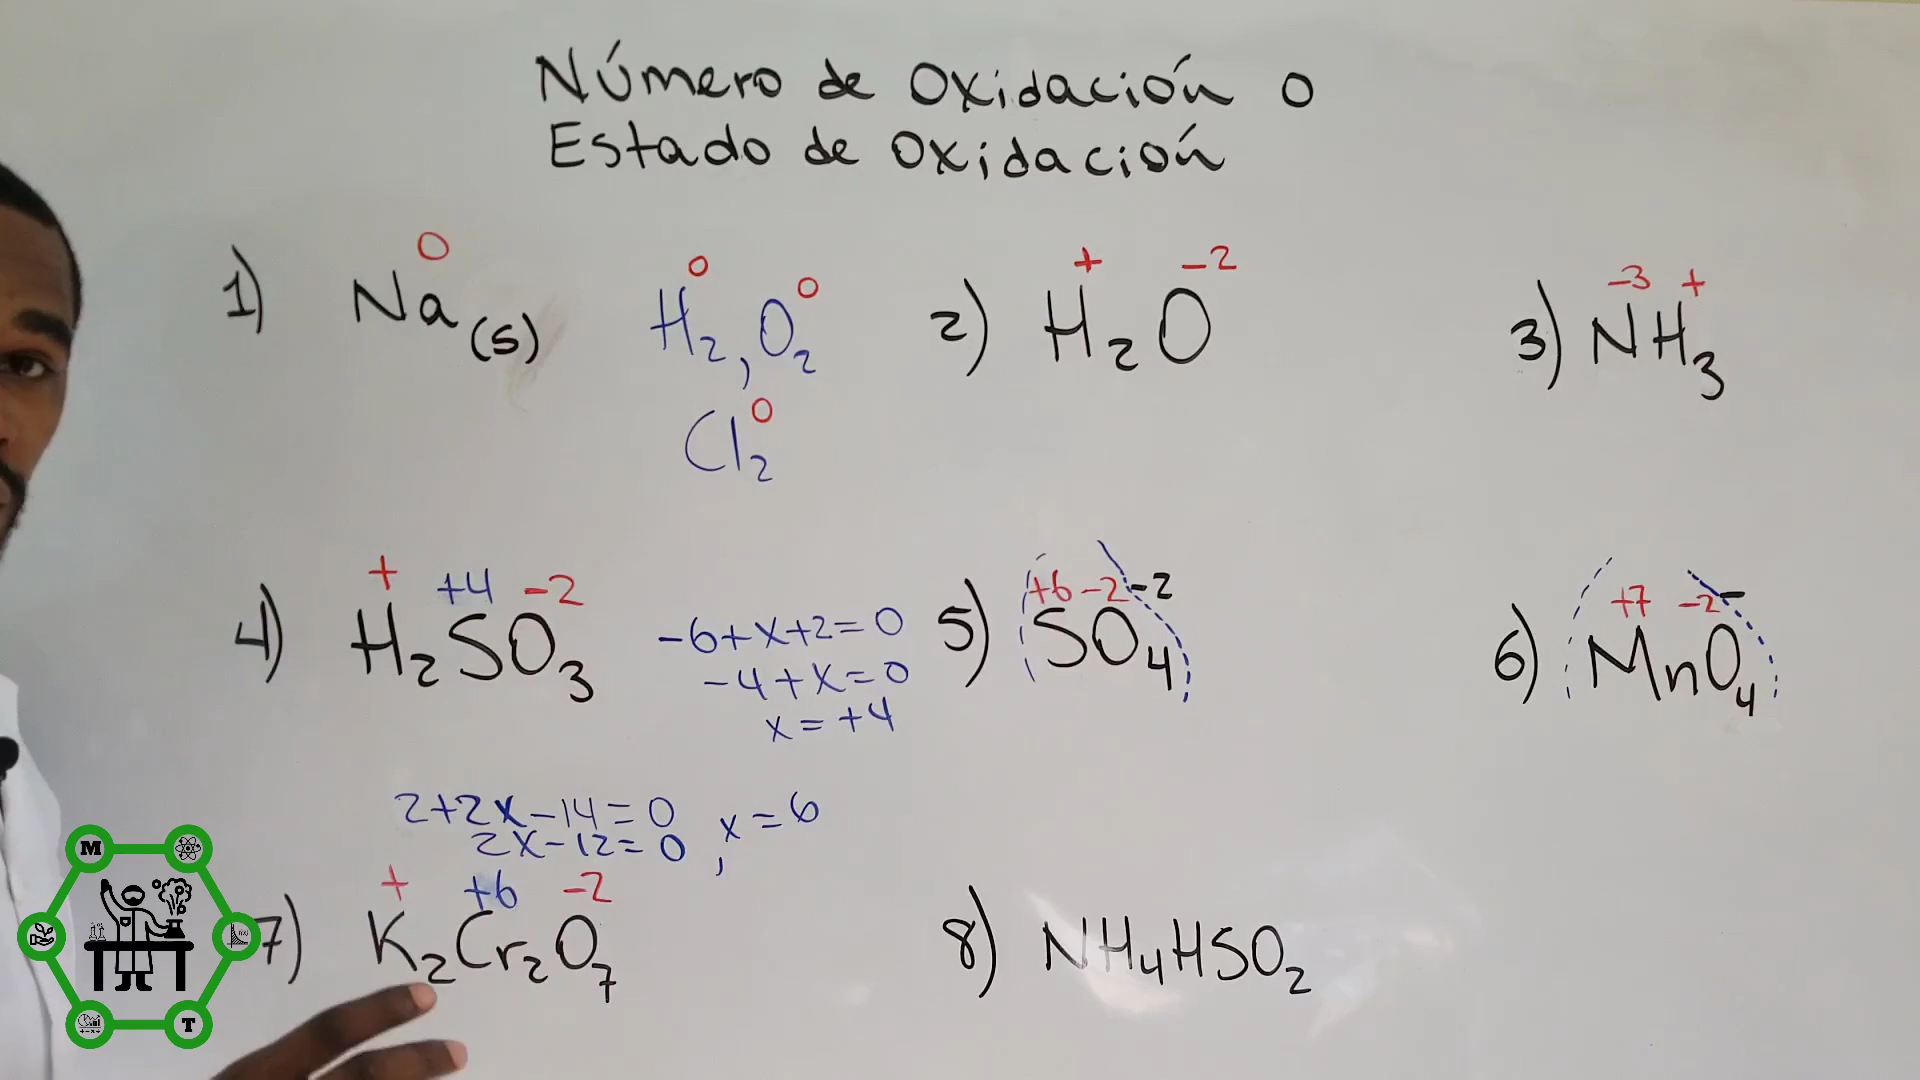 Número de Oxidación o
Estado de Oxidación
0 0 0 + -2 -3 +
1) Na(s) H₂, O₂ 2) H₂O 3) NH₃
0
Cl₂
+ +4 -2 +6 -2 -2 +7 -2 -
4) H₂SO₃ -6+x+2=0 5) SO₄ 6) MnO₄
-4+x=0
x=+4
2+2x-14=0
2x-12=0 , x=6
+ +6 -2
7) K₂Cr₂O₇ 8) NH₄HSO₂
M
f(x)
T